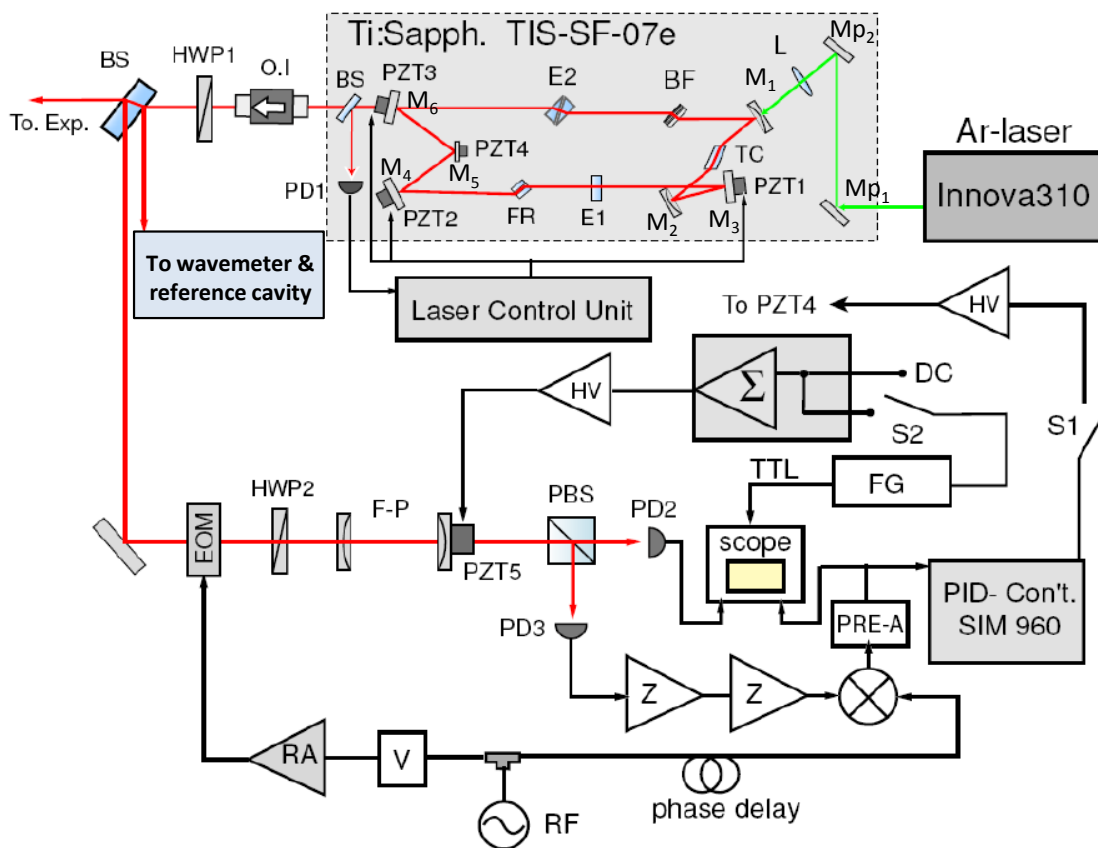 Ti:Sapph. TIS-SF-07e
Mp2
BS
HWP1
O.I
BS
PZT3
E2
BF
M1
L
M6
To. Exp.
PZT4
TC
Ar-laser
M4
M5
PD1
PZT1
Mp1
Innova310
PZT2
FR
E1
M2
M3
To wavemeter &
reference cavity
Laser Control Unit
To PZT4
HV
HV
Σ
DC
S2
S1
TTL
FG
HWP2
F-P
PBS
PD2
scope
EOM
PZT5
PID- Con't.
SIM 960
PD3
PRE-A
Z
Z
RA
V
phase delay
RF